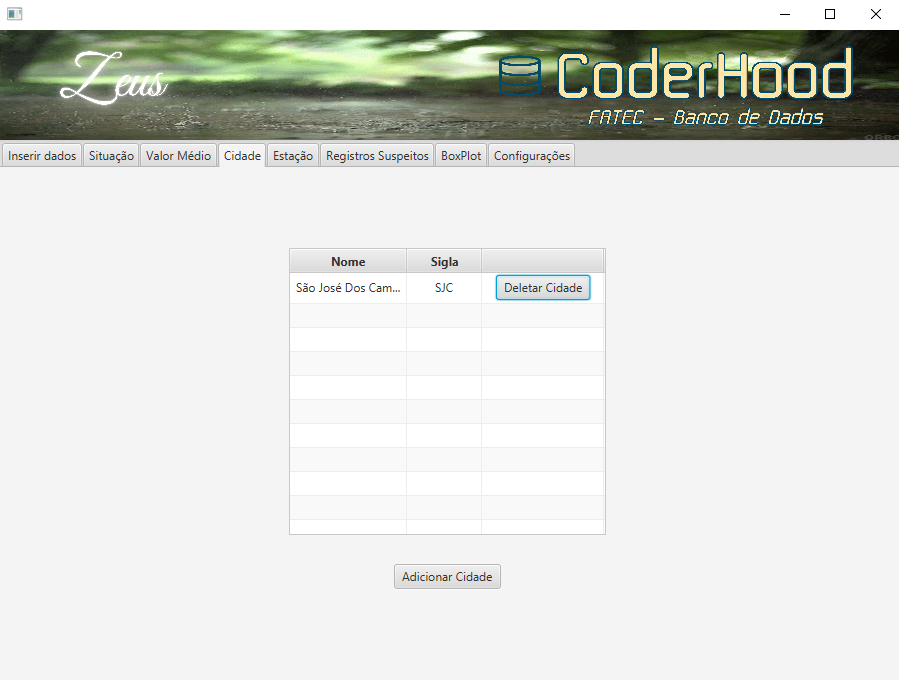 Zeus
CoderHood
FATEC - Banco de Dados
Inserir dados Situação Valor Médio Cidade Estação Registros Suspeitos BoxPlot Configurações
Nome Sigla
São José Dos Cam... SJC Deletar Cidade
Adicionar Cidade